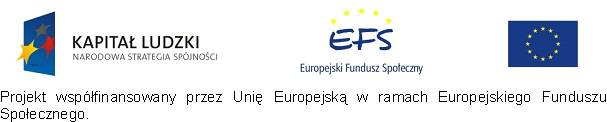 KAPITAŁ LUDZKI
NARODOWA STRATEGIA SPÓJNOŚCI
EFS
Europejski Fundusz Społeczny
Projekt współfinansowany przez Unię Europejską w ramach Europejskiego Funduszu
Społecznego.